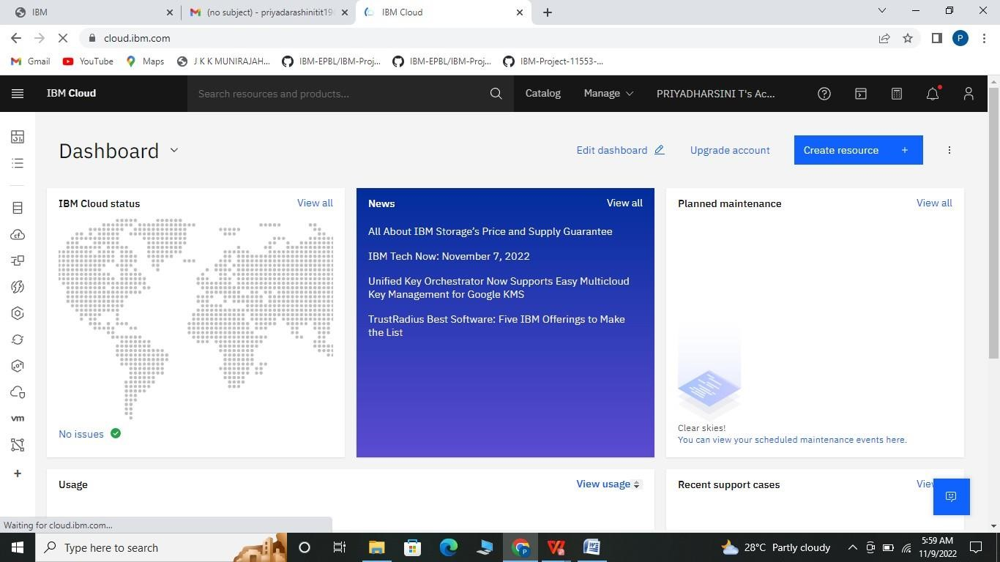 IBM
(no subject) - priyadarashinitit19
IBM Cloud
cloud.ibm.com
P
Gmail
YouTube
Maps
J K K MUNIRAJAH...
IBM-EPBL/IBM-Proj...
IBM-EPBL/IBM-Proj...
IBM-Project-11553-...
IBM Cloud
Search resources and products...
Catalog
Manage
PRIYADHARSINI T's Ac...
Dashboard
Edit dashboard
Upgrade account
Create resource +
IBM Cloud status
View all
No issues
News
View all
All About IBM Storage's Price and Supply Guarantee
IBM Tech Now: November 7, 2022
Unified Key Orchestrator Now Supports Easy Multicloud
Key Management for Google KMS
TrustRadius Best Software: Five IBM Offerings to Make
the List
Planned maintenance
View all
Clear skies!
You can view your scheduled maintenance events here.
cf
vm
Usage
View usage
Recent support cases
View
Waiting for cloud.ibm.com...
Type here to search
28°C Partly cloudy
5:59 AM
11/9/2022